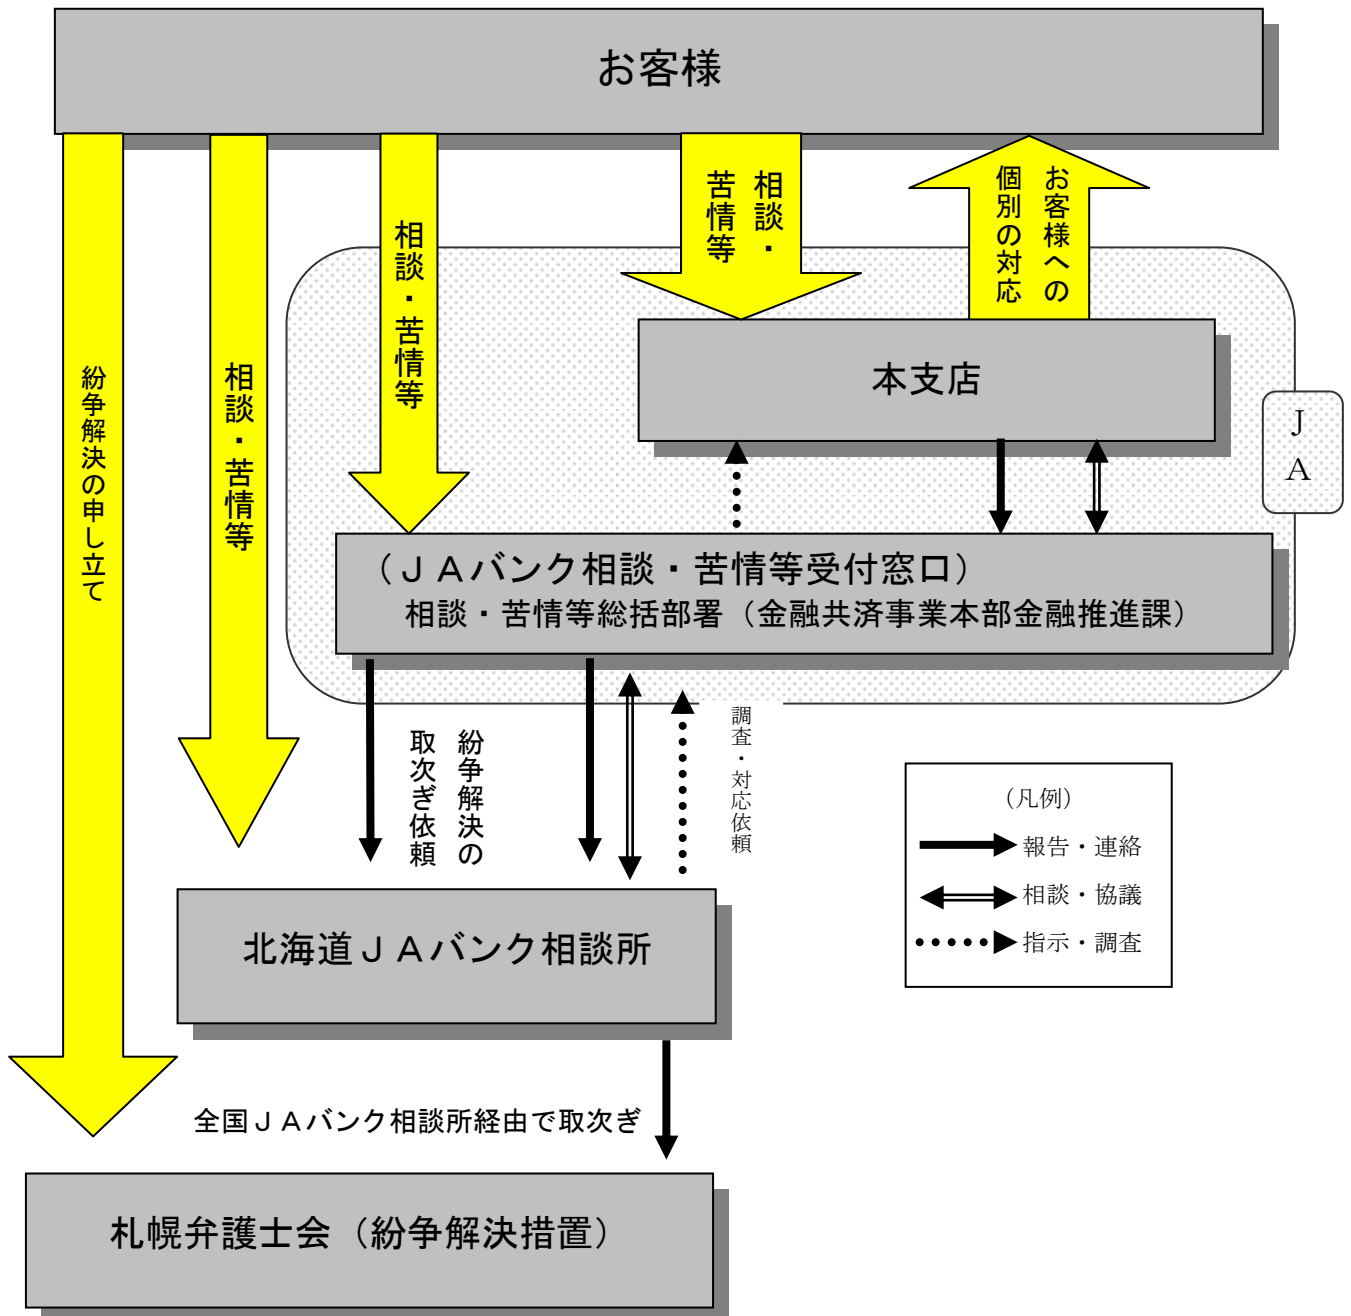 お客様
紛争解決の申し立て
相談・苦情等
相談・苦情等
相談・
苦情等
お客様への
個別の対応
本支店
ＪＡ
（ＪＡバンク相談・苦情等受付窓口）
相談・苦情等総括部署（金融共済事業本部金融推進課）
紛争解決の
取次ぎ依頼
調査・対応依頼
（凡例）
報告・連絡
相談・協議
指示・調査
北海道ＪＡバンク相談所
全国ＪＡバンク相談所経由で取次ぎ
札幌弁護士会（紛争解決措置）